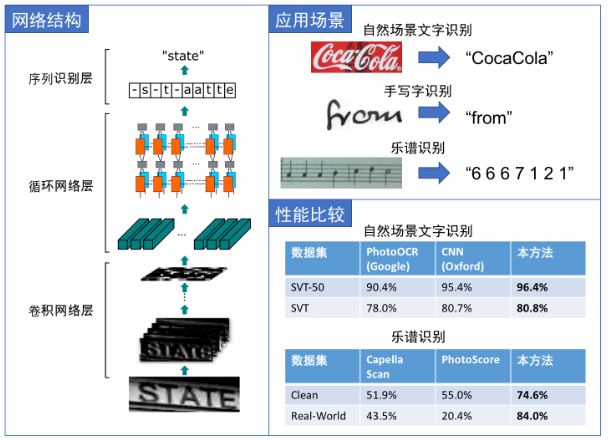 网络结构
"state"
序列识别层
-s-t-aatte
循环网络层
...
...
卷积网络层
STATE
STATE
应用场景
自然场景文字识别
Coca-Cola
“CocaCola”
手写字识别
from
“from”
乐谱识别
“6 6 6 7 1 2 1”
性能比较
自然场景文字识别
数据集 PhotoOCR (Google) CNN (Oxford) 本方法
SVT-50 90.4% 95.4% 96.4%
SVT 78.0% 80.7% 80.8%
乐谱识别
数据集 Capella Scan PhotoScore 本方法
Clean 51.9% 55.0% 74.6%
Real-World 43.5% 20.4% 84.0%